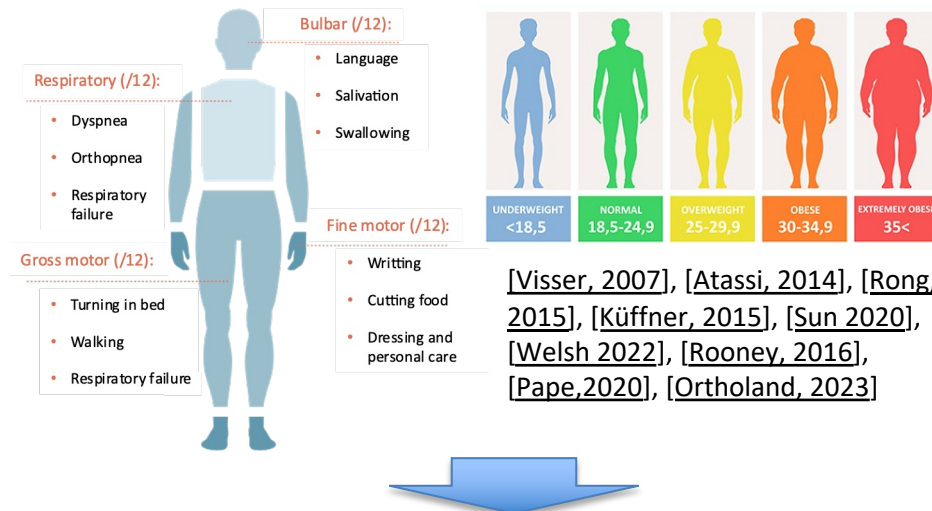 Bulbar (/12):
• Language
• Salivation
• Swallowing
Respiratory (/12):
• Dyspnea
• Orthopnea
• Respiratory
failure
Fine motor (/12):
• Writting
• Cutting food
• Dressing and
personal care
Gross motor (/12):
• Turning in bed
• Walking
• Respiratory failure
UNDERWEIGHT
<18,5
NORMAL
18,5-24,9
OVERWEIGHT
25-29,9
OBESE
30-34,9
EXTREMELY OBESE
35<
[Visser, 2007], [Atassi, 2014], [Rong,
2015], [Küffner, 2015], [Sun 2020],
[Welsh 2022], [Rooney, 2016],
[Pape,2020], [Ortholand, 2023]